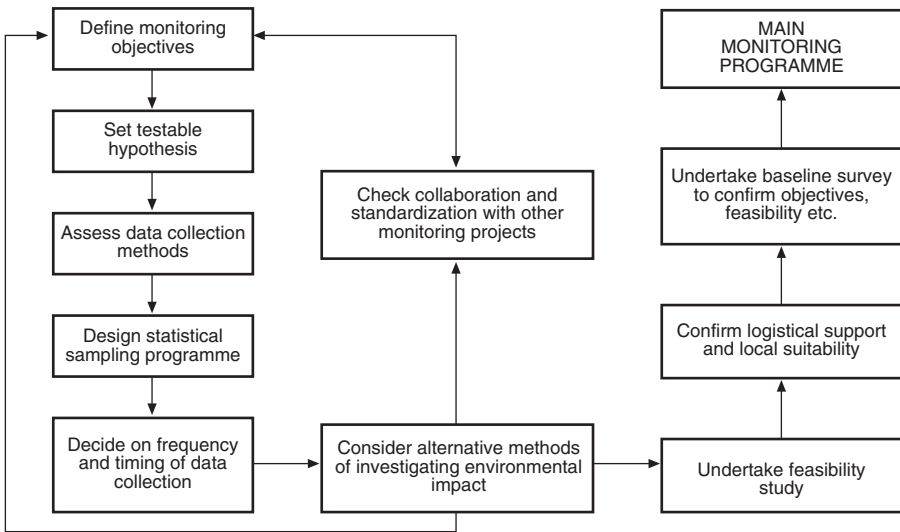 Define monitoring
objectives
Set testable
hypothesis
Assess data collection
methods
Design statistical
sampling programme
Decide on frequency
and timing of data
collection
Check collaboration and
standardization with other
monitoring projects
Consider alternative methods
of investigating environmental
impact
MAIN
MONITORING
PROGRAMME
Undertake baseline survey
to confirm objectives,
feasibility etc.
Confirm logistical support
and local suitability
Undertake feasibility
study